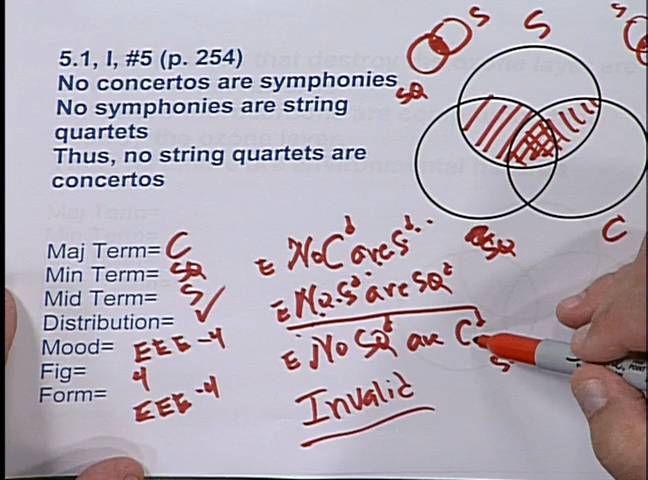 5.1, I, #5 (p. 254)
No concertos are symphonies
No symphonies are string
quartets
Thus, no string quartets are
concertos
S
S
S
SQ
SQ
C
Maj Term= C
Min Term= SQ
Mid Term= S
Distribution= ✓
Mood= EEE-4
Fig= 4
Form= EEE-4
E No C d are S d
E No S d are SQ d
E No SQ d are C d
Invalid